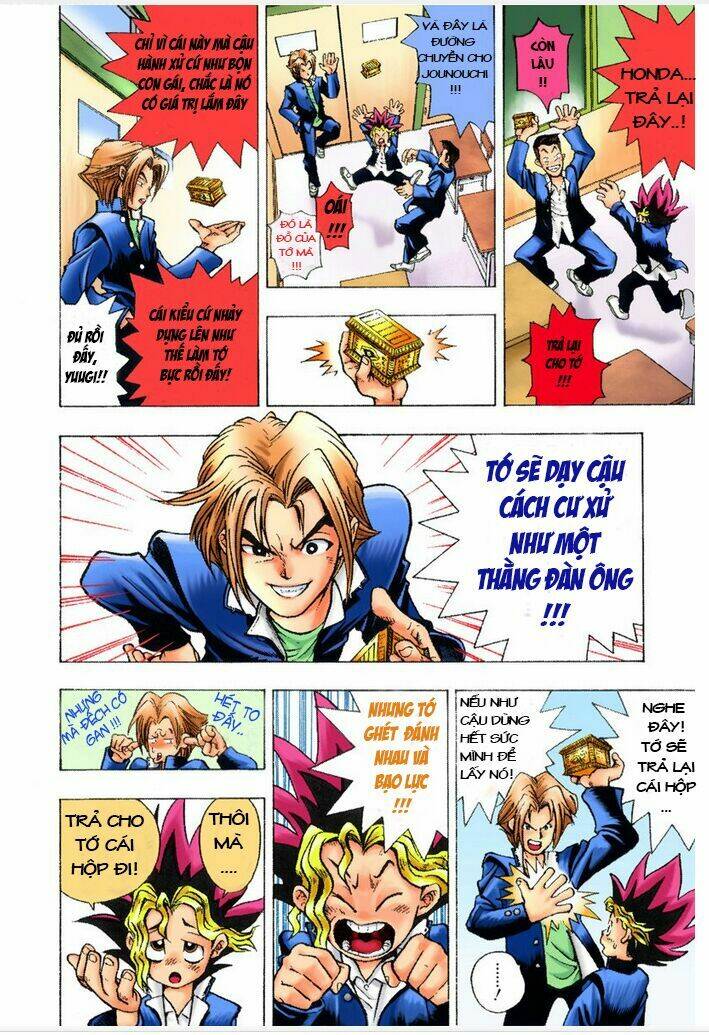 HONDA...
TRẢ LẠI
ĐÂY..!
CÒN
LÂU
!!
TRẢ LẠI
CHO TỚ
!!!
VÀ ĐÂY LÀ
ĐƯỜNG
CHUYỀN CHO
JOUNOUCHI
!!!
OÁI
!!!
ĐÓ LÀ
ĐỒ CỦA
TỚ MÀ
!!!
CHỈ VÌ CÁI NÀY MÀ CẬU
HÀNH XỬ CỨ NHƯ BỌN
CON GÁI, CHẮC LÀ NÓ
CÓ GIÁ TRỊ LẮM ĐÂY
CÁI KIỂU CỨ NHẢY
DỰNG LÊN NHƯ
THẾ LÀM TỚ
BỰC RỒI ĐẤY!
ĐỦ RỒI
ĐẤY,
YUUGI!!
TỚ SẼ DẠY CẬU
CÁCH CƯ XỬ
NHƯ MỘT
THẰNG ĐÀN ÔNG
!!!
NGHE
ĐÂY!
TỚ SẼ
TRẢ LẠI
CÁI HỘP
...
NẾU NHƯ
CẬU DÙNG
HẾT SỨC
MÌNH ĐỂ
LẤY NÓ!
......
NHƯNG TỚ
GHÉT ĐÁNH
NHAU VÀ
BẠO LỰC
!!!
HÉT TO
ĐẤY..
NHƯNG
MÀ ĐẾCH CÓ
GAN !!!
THÔI
MÀ
....
TRẢ CHO
TỚ CÁI
HỘP ĐI!